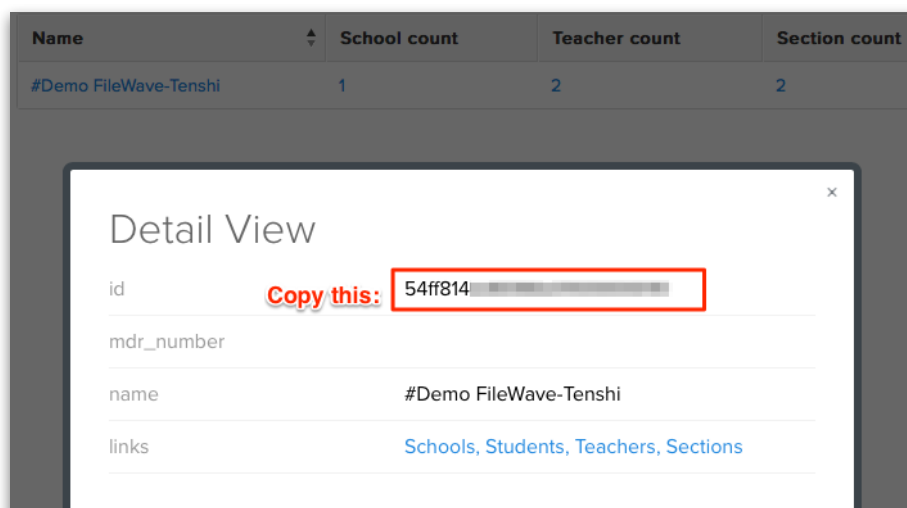 Name School count Teacher count Section count
#Demo FileWave-Tenshi 1 2 2
×
Detail View
id Copy this: 54ff814
mdr_number
name #Demo FileWave-Tenshi
links Schools, Students, Teachers, Sections